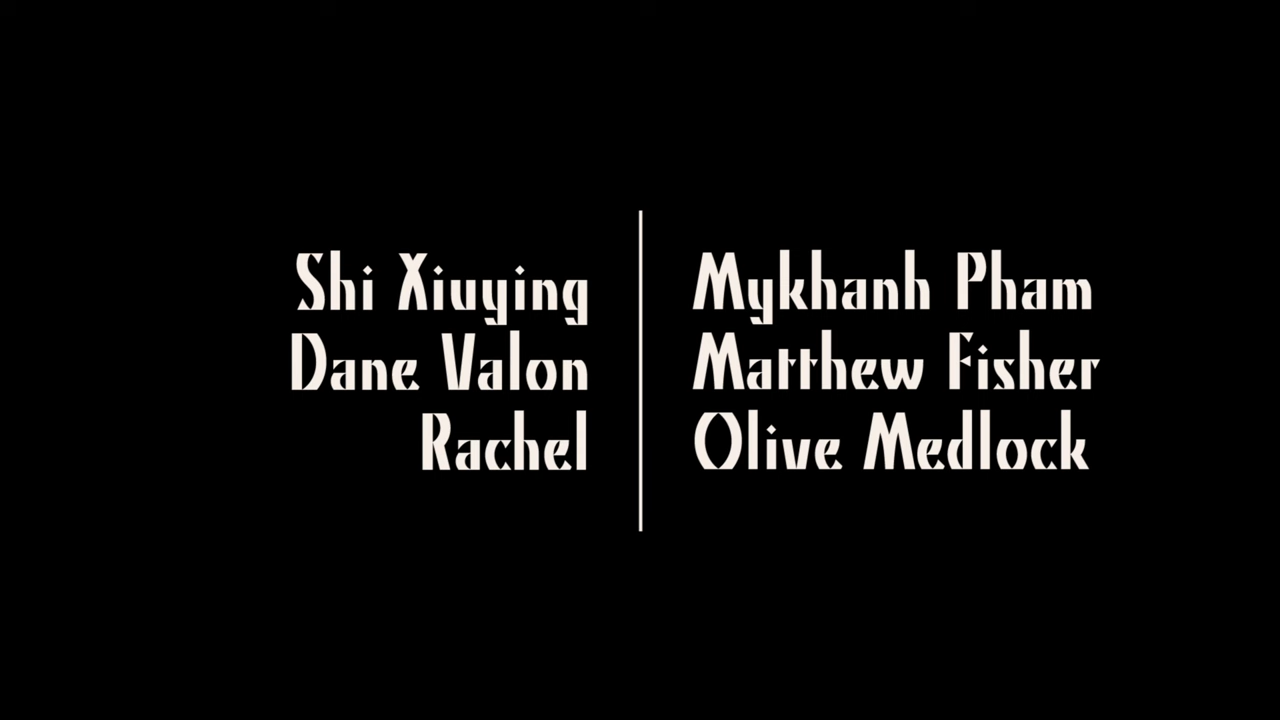 Shi Xiuying Mykhanh Pham
Dane Valon Matthew Fisher
Rachel Olive Medlock